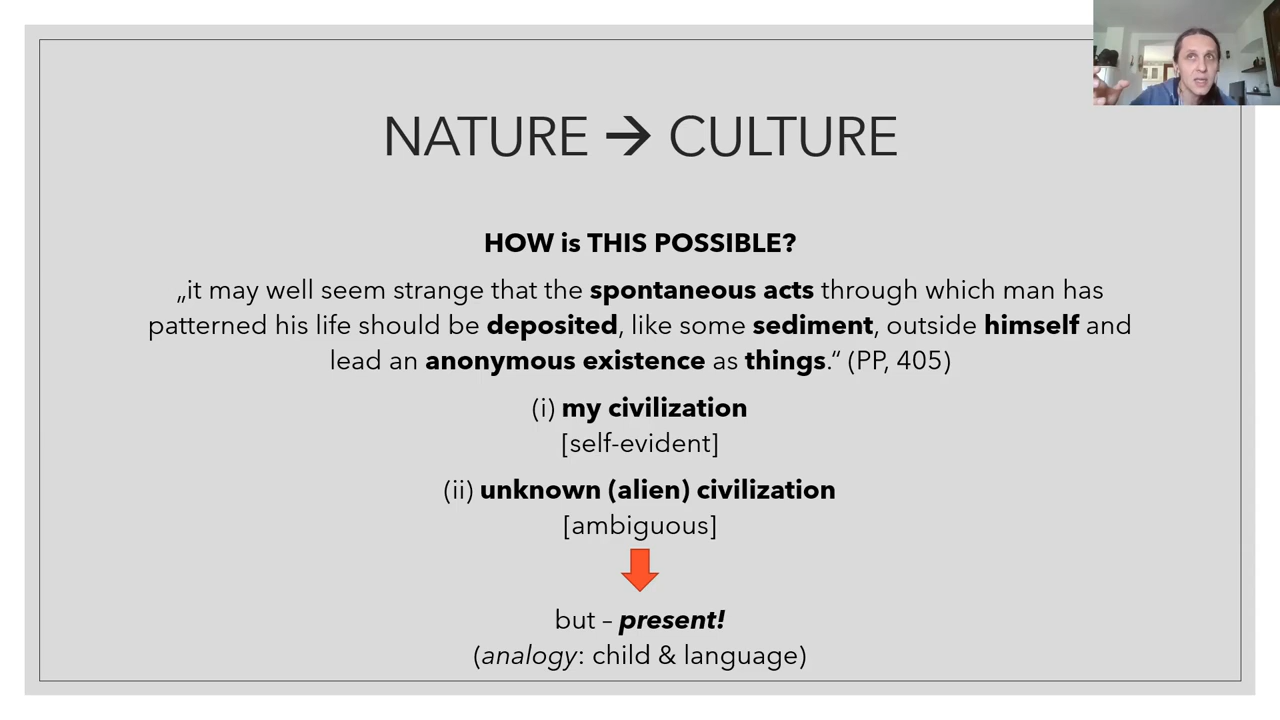 NATURE → CULTURE
HOW is THIS POSSIBLE?
„it may well seem strange that the spontaneous acts through which man has
patterned his life should be deposited, like some sediment, outside himself and
lead an anonymous existence as things.“ (PP, 405)
(i) my civilization
[self-evident]
(ii) unknown (alien) civilization
[ambiguous]
but – present!
(analogy: child & language)